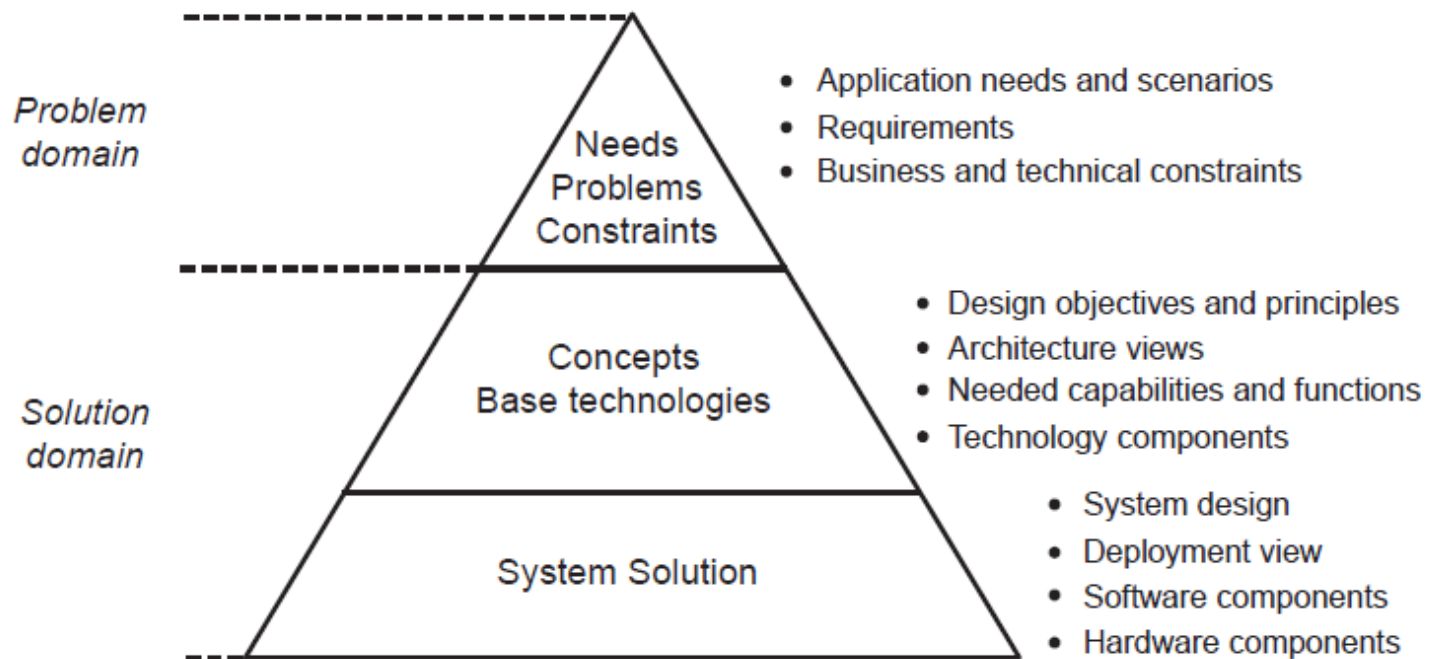 Problem
domain
Needs
Problems
Constraints
• Application needs and scenarios
• Requirements
• Business and technical constraints
Solution
domain
Concepts
Base technologies
• Design objectives and principles
• Architecture views
• Needed capabilities and functions
• Technology components
System Solution
• System design
• Deployment view
• Software components
• Hardware components